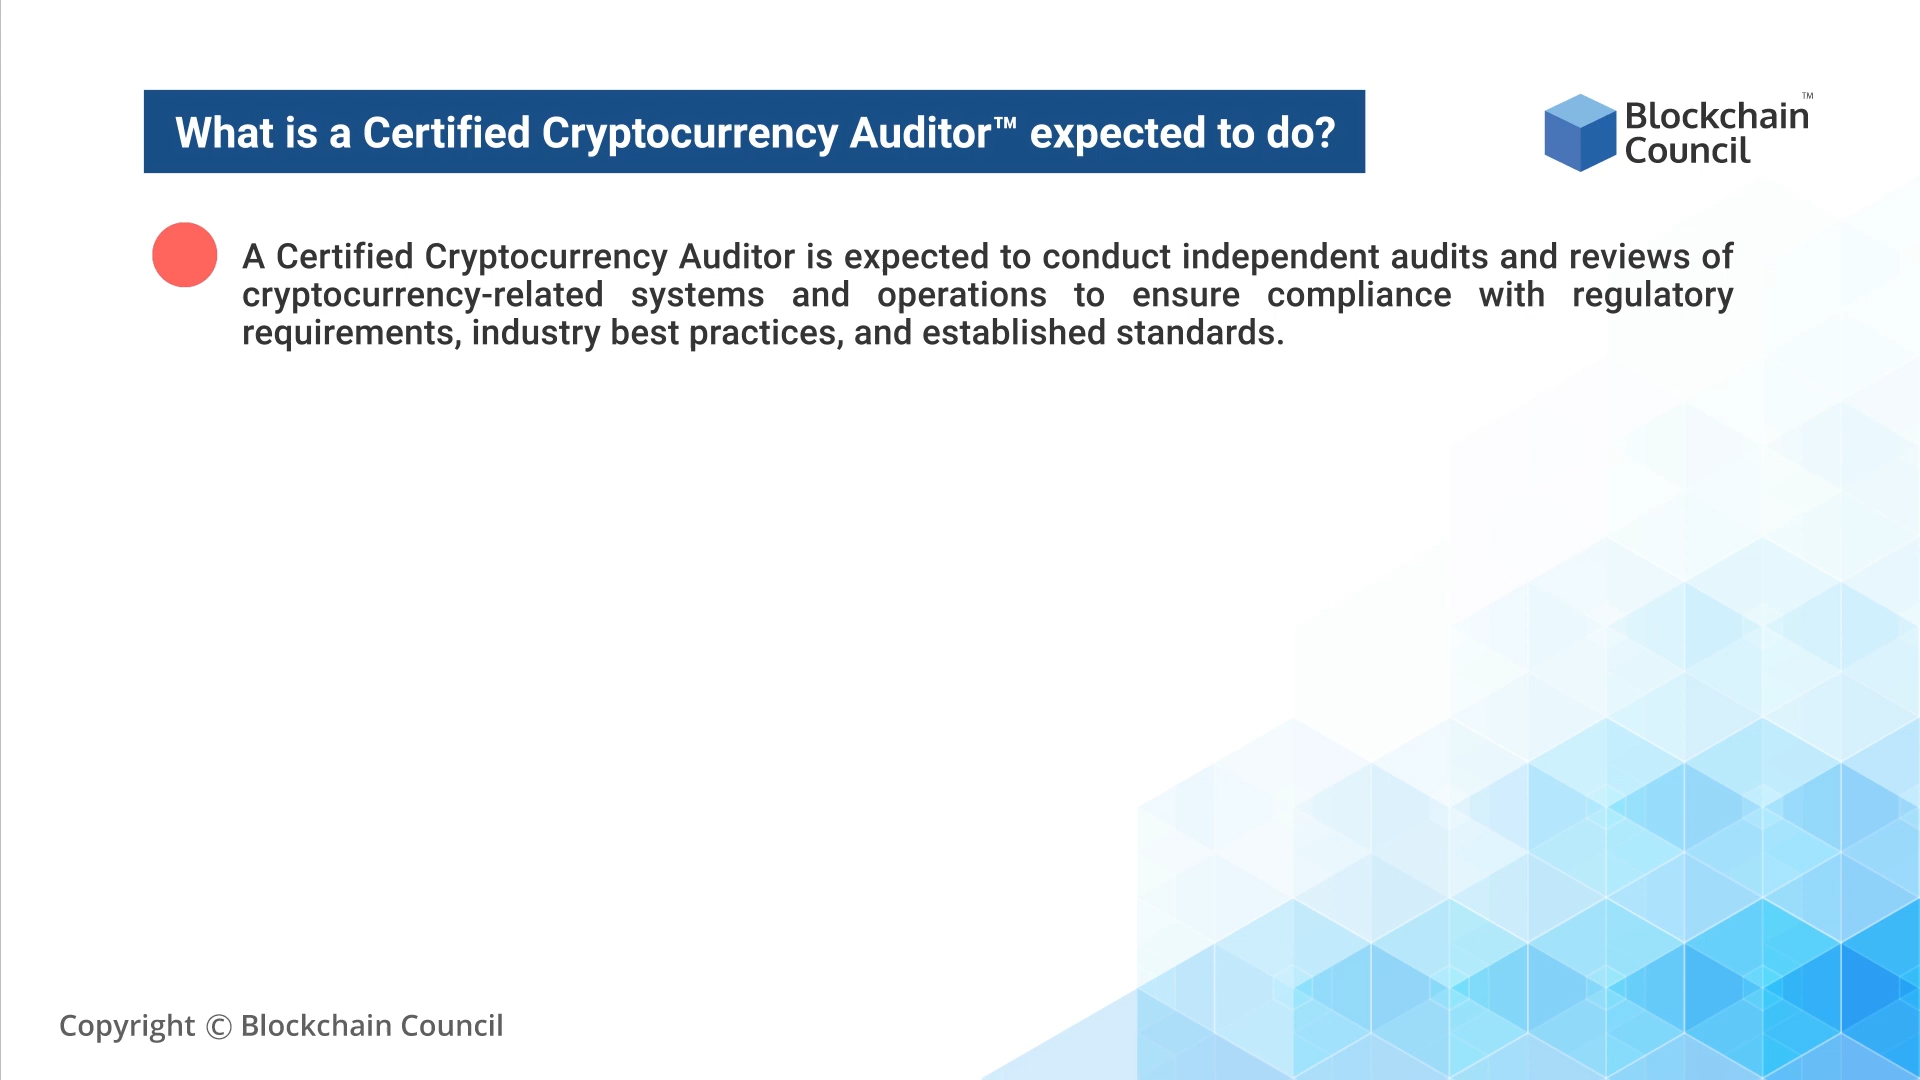 What is a Certified Cryptocurrency Auditor™ expected to do?
Blockchain™
Council
A Certified Cryptocurrency Auditor is expected to conduct independent audits and reviews of
cryptocurrency-related systems and operations to ensure compliance with regulatory
requirements, industry best practices, and established standards.
Copyright © Blockchain Council